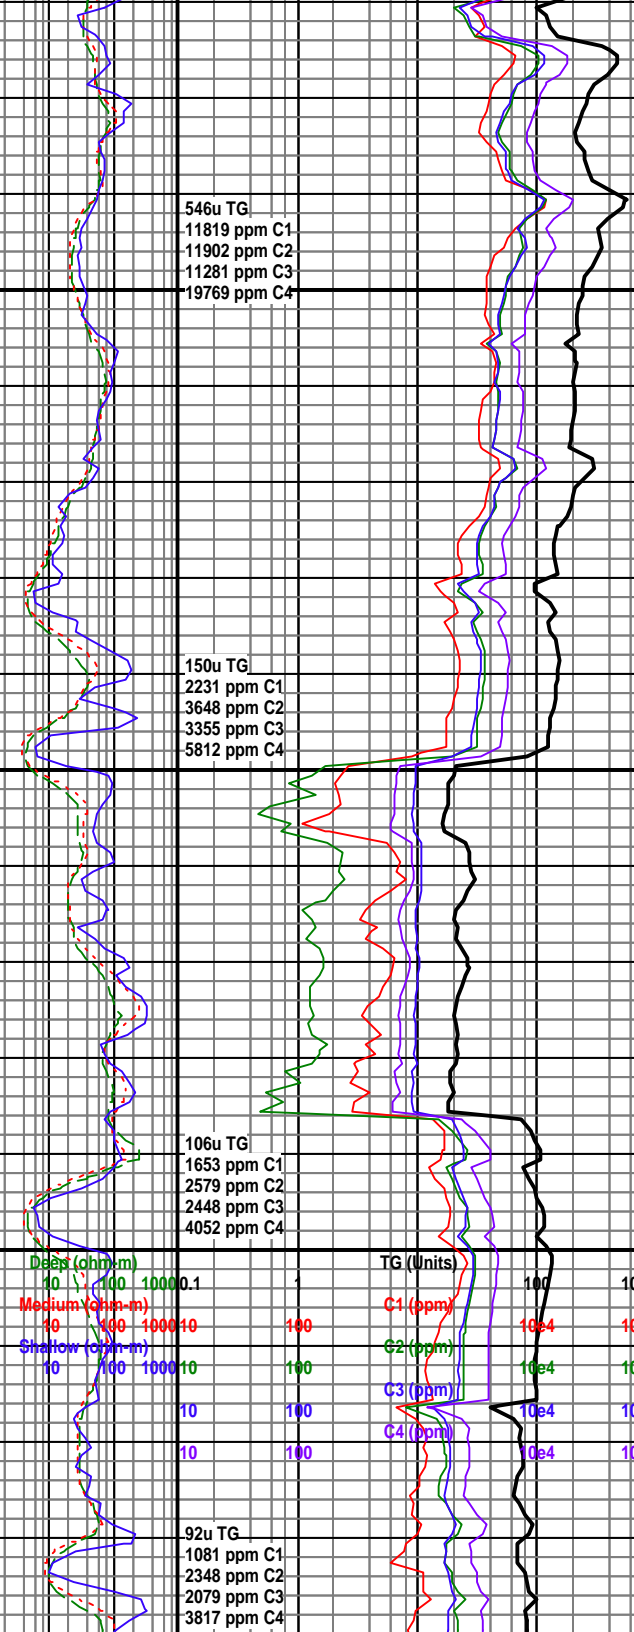 546u TG
11819 ppm C1
11902 ppm C2
11281 ppm C3
19769 ppm C4
150u TG
2231 ppm C1
3648 ppm C2
3355 ppm C3
5812 ppm C4
106u TG
1653 ppm C1
2579 ppm C2
2448 ppm C3
4052 ppm C4
Deep (ohm-m) TG (Units)
10 100 1000 0.1 1 100 10
Medium (ohm-m) C1 (ppm)
10 100 1000 10 100 10e4 10
Shallow (ohm-m) C2 (ppm)
10 100 1000 10 100 10e4 10
C3 (ppm)
10 100 10e4 10
C4 (ppm)
10 100 10e4 10
92u TG
1081 ppm C1
2348 ppm C2
2079 ppm C3
3817 ppm C4